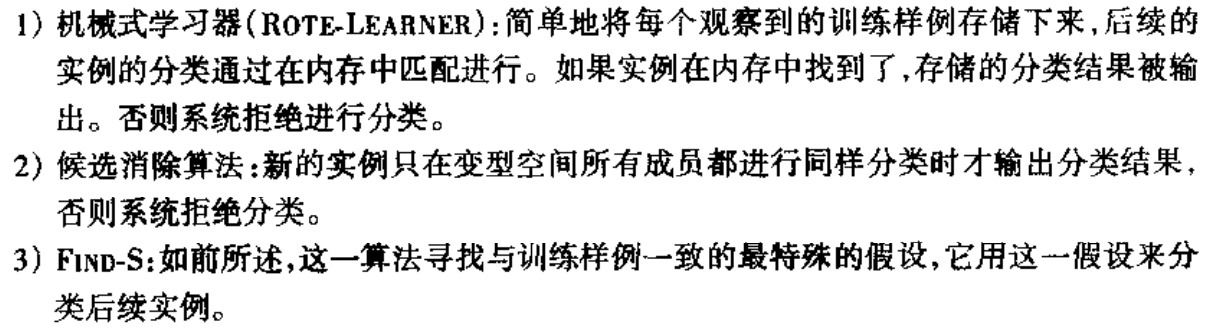 1) 机械式学习器(ROTE-LEARNER):简单地将每个观察到的训练样例存储下来,后续的
实例的分类通过在内存中匹配进行。如果实例在内存中找到了,存储的分类结果被输
出。否则系统拒绝进行分类。
2) 候选消除算法:新的实例只在变型空间所有成员都进行同样分类时才输出分类结果,
否则系统拒绝分类。
3) FIND-S:如前所述,这一算法寻找与训练样例一致的最特殊的假设,它用这一假设来分
类后续实例。